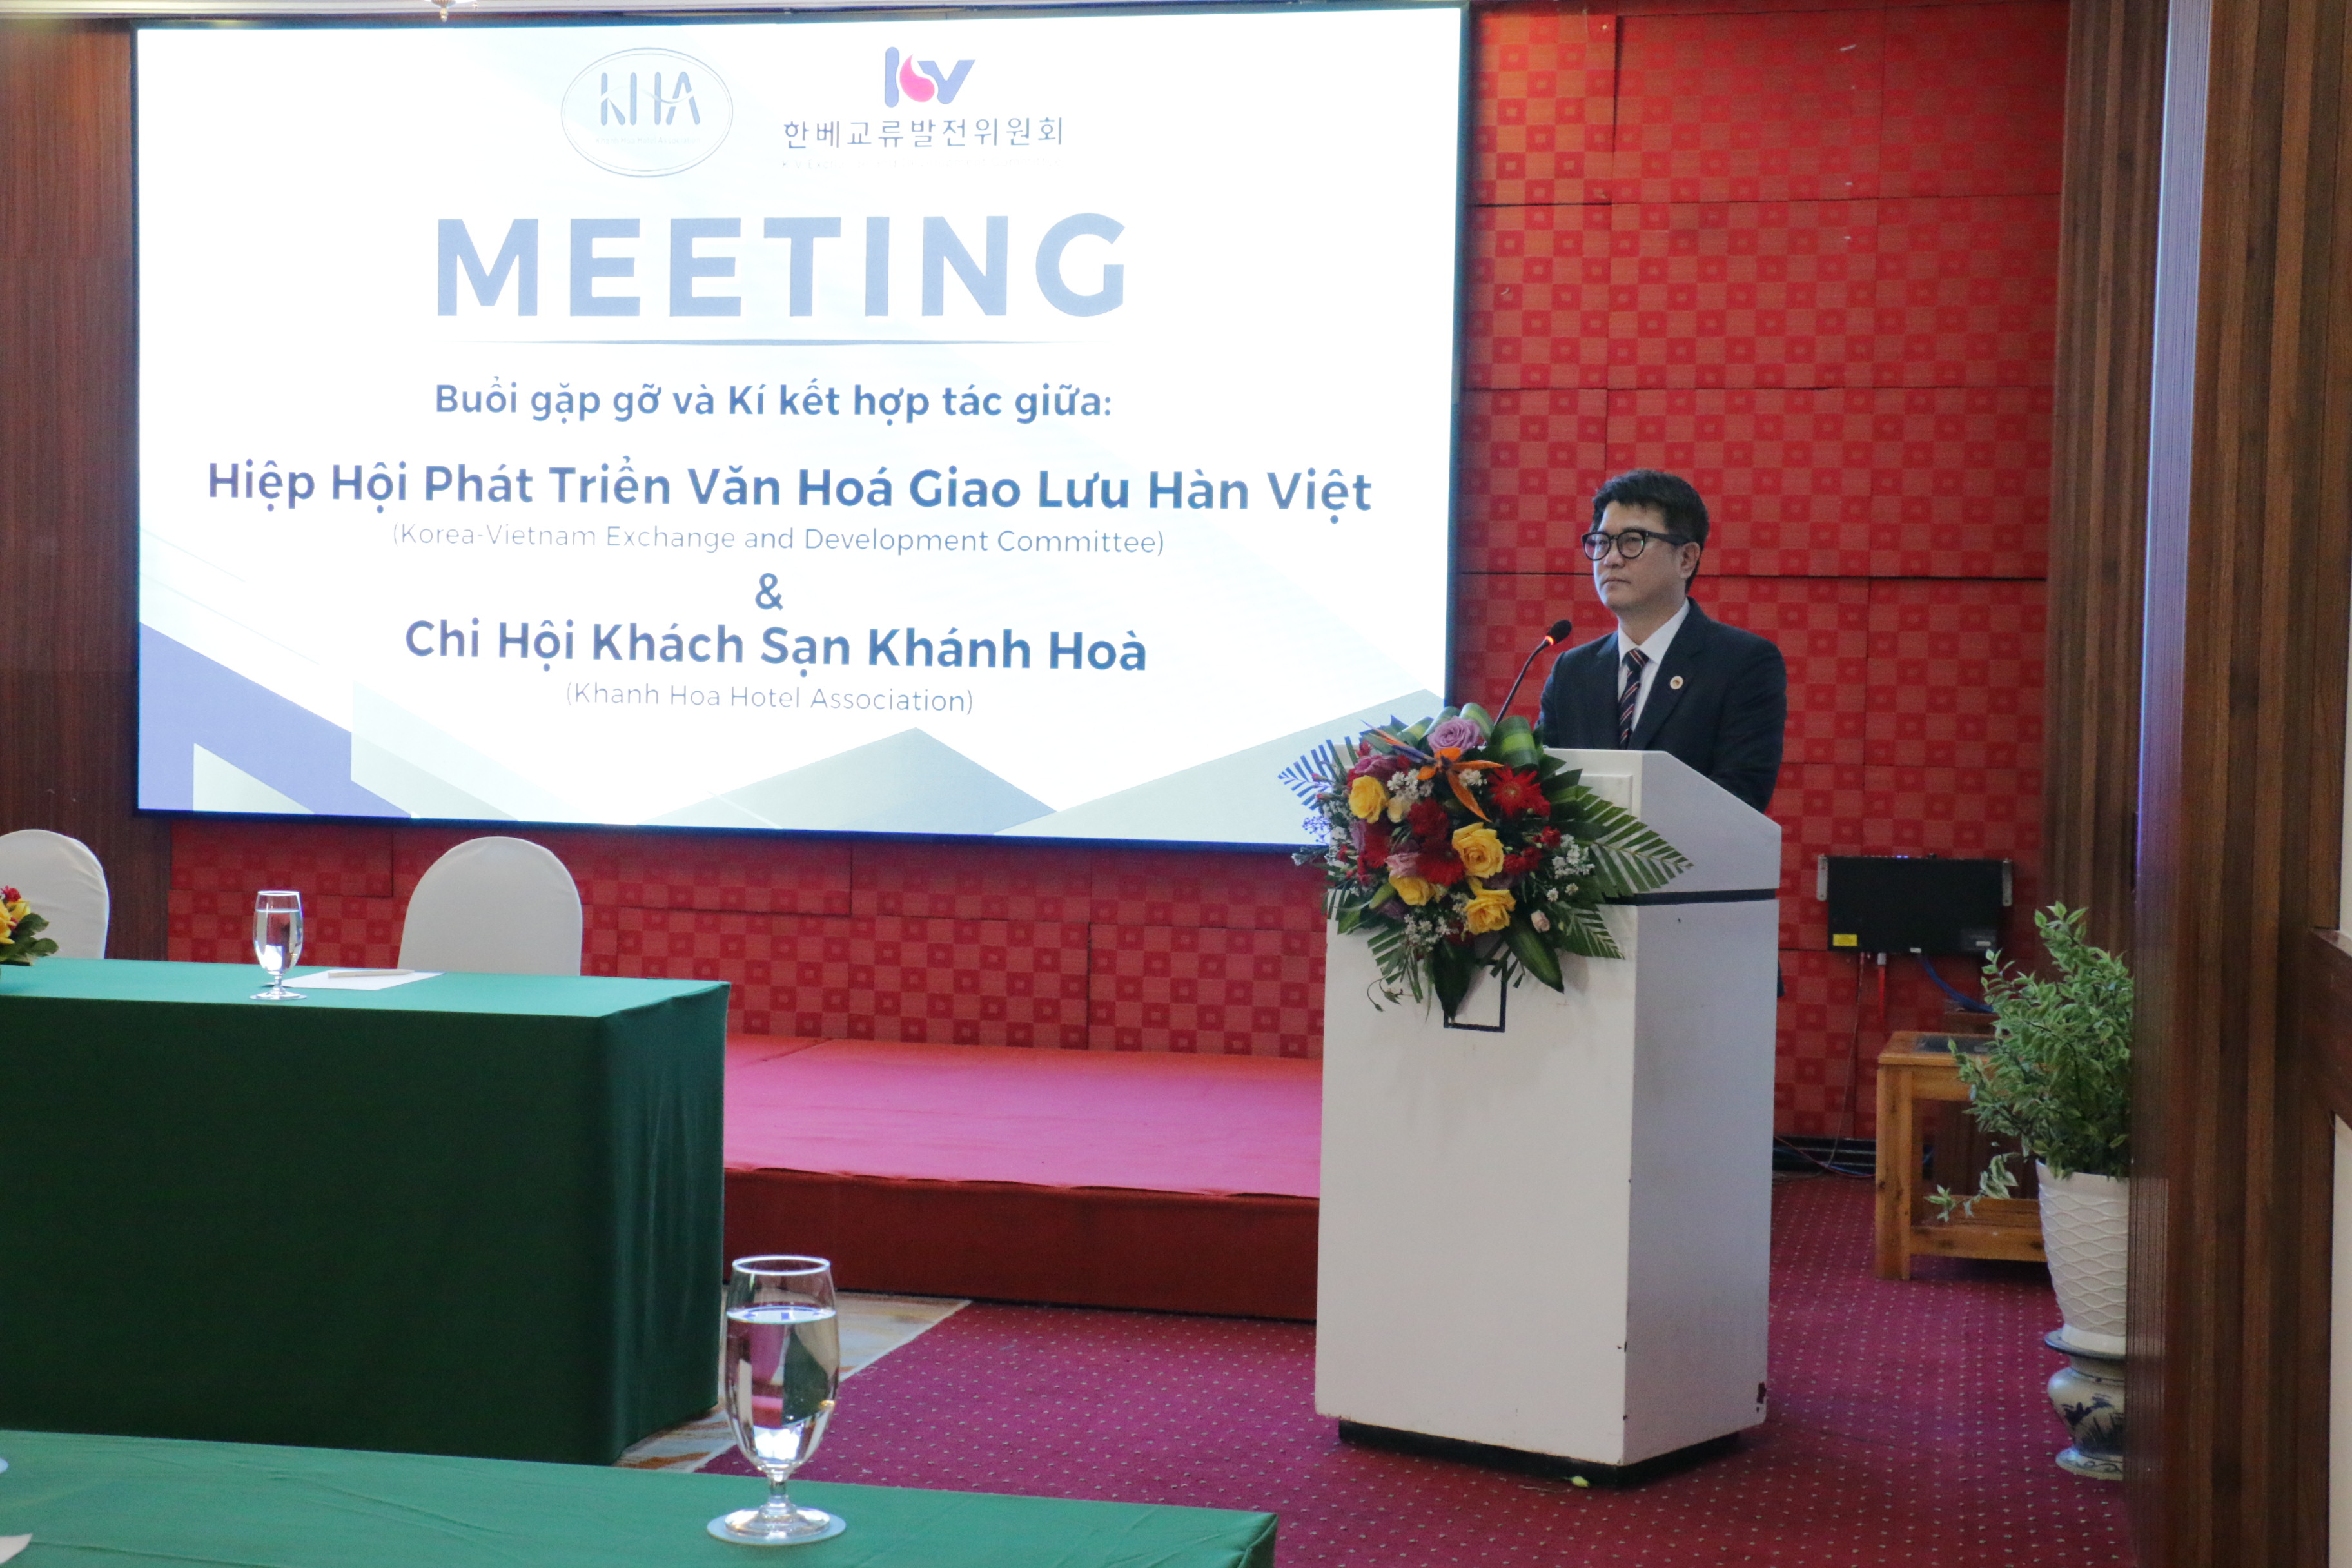 KHA
KV
한베교류발전위원회
MEETING
Buổi gặp gỡ và Kí kết hợp tác giữa:
Hiệp Hội Phát Triển Văn Hoá Giao Lưu Hàn Việt
(Korea-Vietnam Exchange and Development Committee)
&
Chi Hội Khách Sạn Khánh Hoà
(Khanh Hoa Hotel Association)